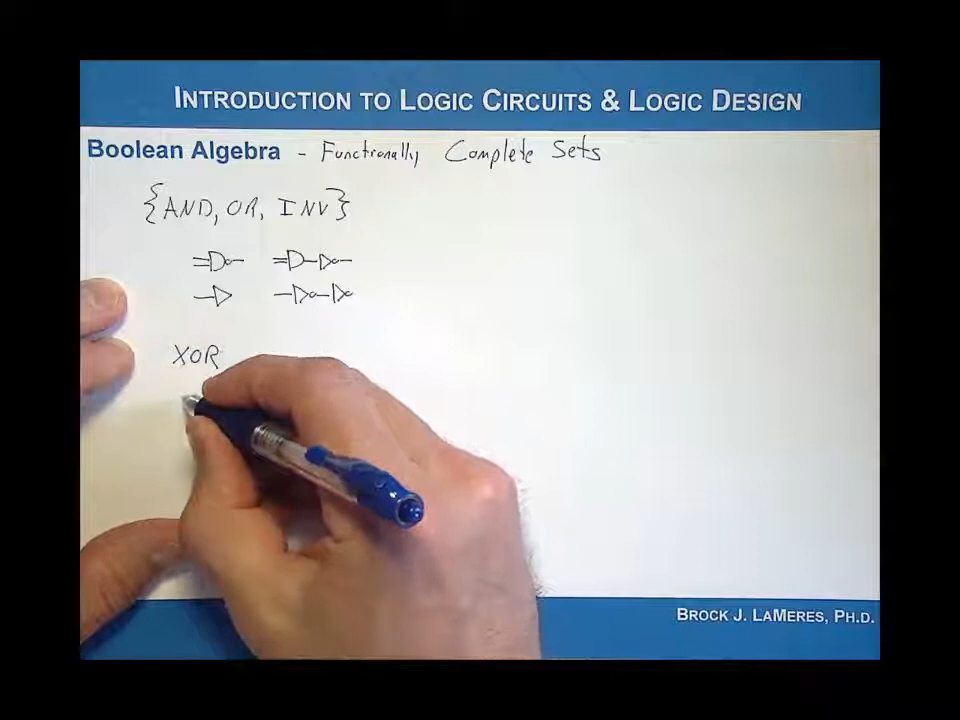 INTRODUCTION TO LOGIC CIRCUITS & LOGIC DESIGN
Boolean Algebra - Functionally Complete Sets
{AND, OR, INV}
XOR
BROCK J. LAMERES, PH.D.